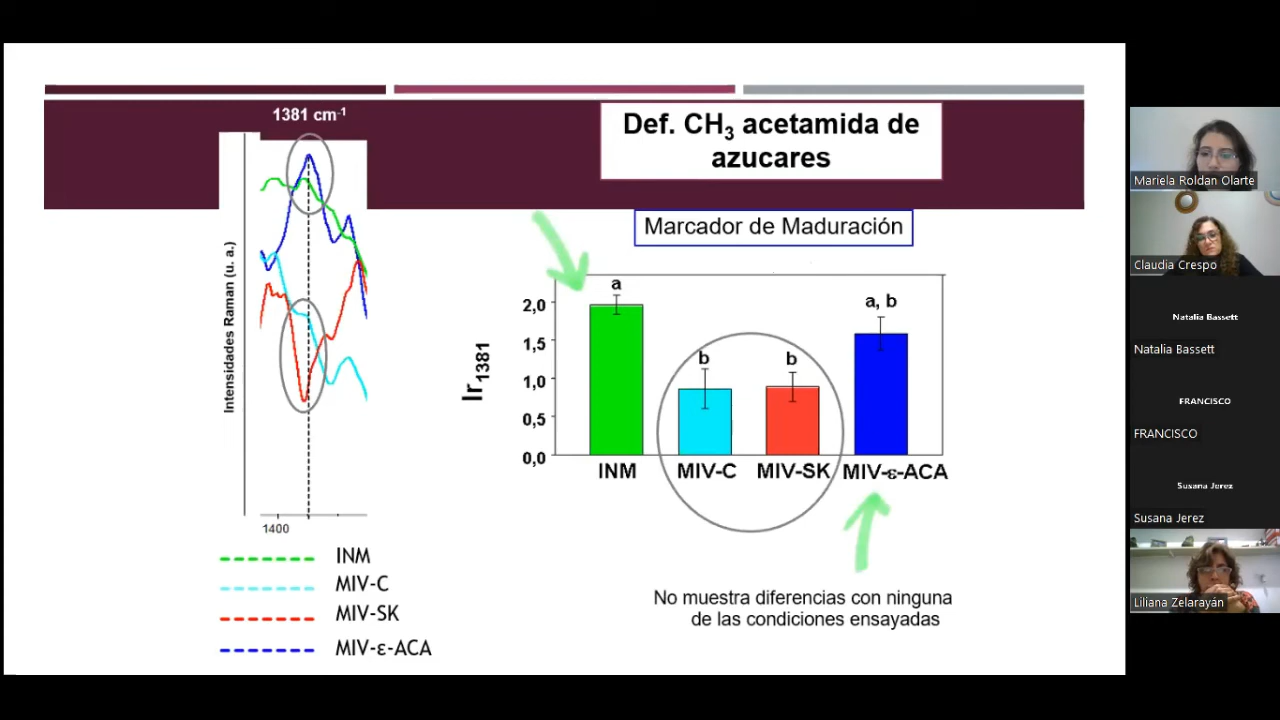 1381 cm-1
Def. CH3 acetamida de
azucares
Marcador de Maduración
Intensidades Raman (u. a.)
1400
INM
MIV-C
MIV-SK
MIV-ε-ACA
Ir1381
2,0
1,5
1,0
0,5
0,0
a
b
b
a, b
INM
MIV-C
MIV-SK
MIV-ε-ACA
No muestra diferencias con ninguna
de las condiciones ensayadas
Mariela Roldan Olarte
Claudia Crespo
Natalia Bassett
Natalia Bassett
FRANCISCO
FRANCISCO
Susana Jerez
Susana Jerez
Liliana Zelarayán